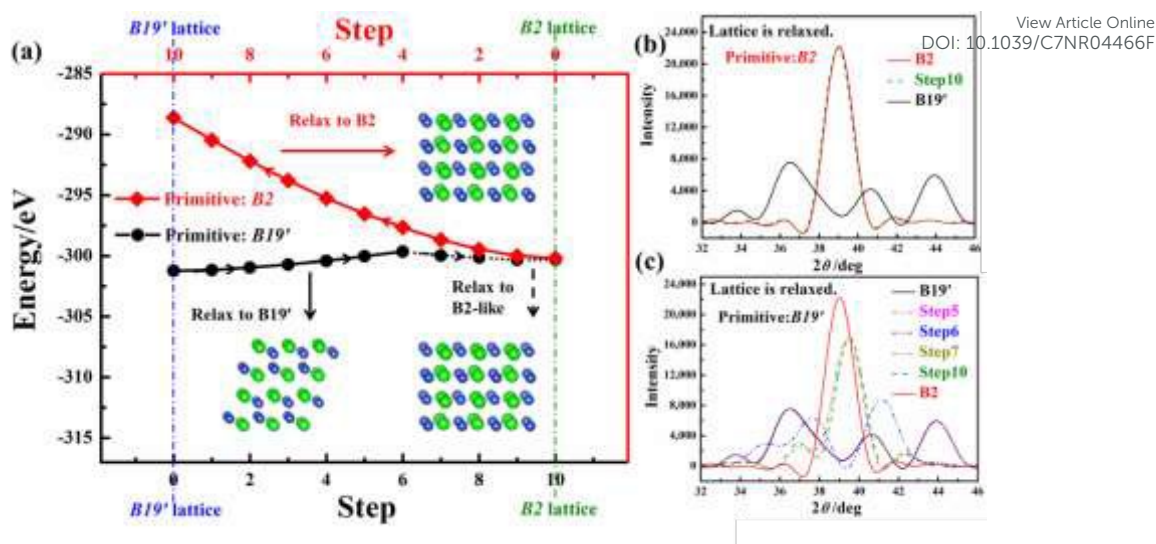 View Article Online
DOI: 10.1039/C7NR04466F
(a)
B19' lattice
Step
B2 lattice
10 8 6 4 2 0
-285
-290
-295
-300
-305
-310
-315
Energy/eV
Relax to B2
Primitive: B2
Primitive: B19'
Relax to B19'
Relax to
B2-like
0 2 4 6 8 10
B19' lattice
Step
B2 lattice
(b)
Lattice is relaxed.
Primitive:B2
B2
Step10
B19'
24,000
20,000
16,000
12,000
8,000
4,000
0
Intensity
32 34 36 38 40 42 44 46
2θ/deg
(c)
Lattice is relaxed.
Primitive:B19'
B19'
Step5
Step6
Step7
Step10
B2
24,000
20,000
16,000
12,000
8,000
4,000
0
Intensity
32 34 36 38 40 42 44 46
2θ/deg